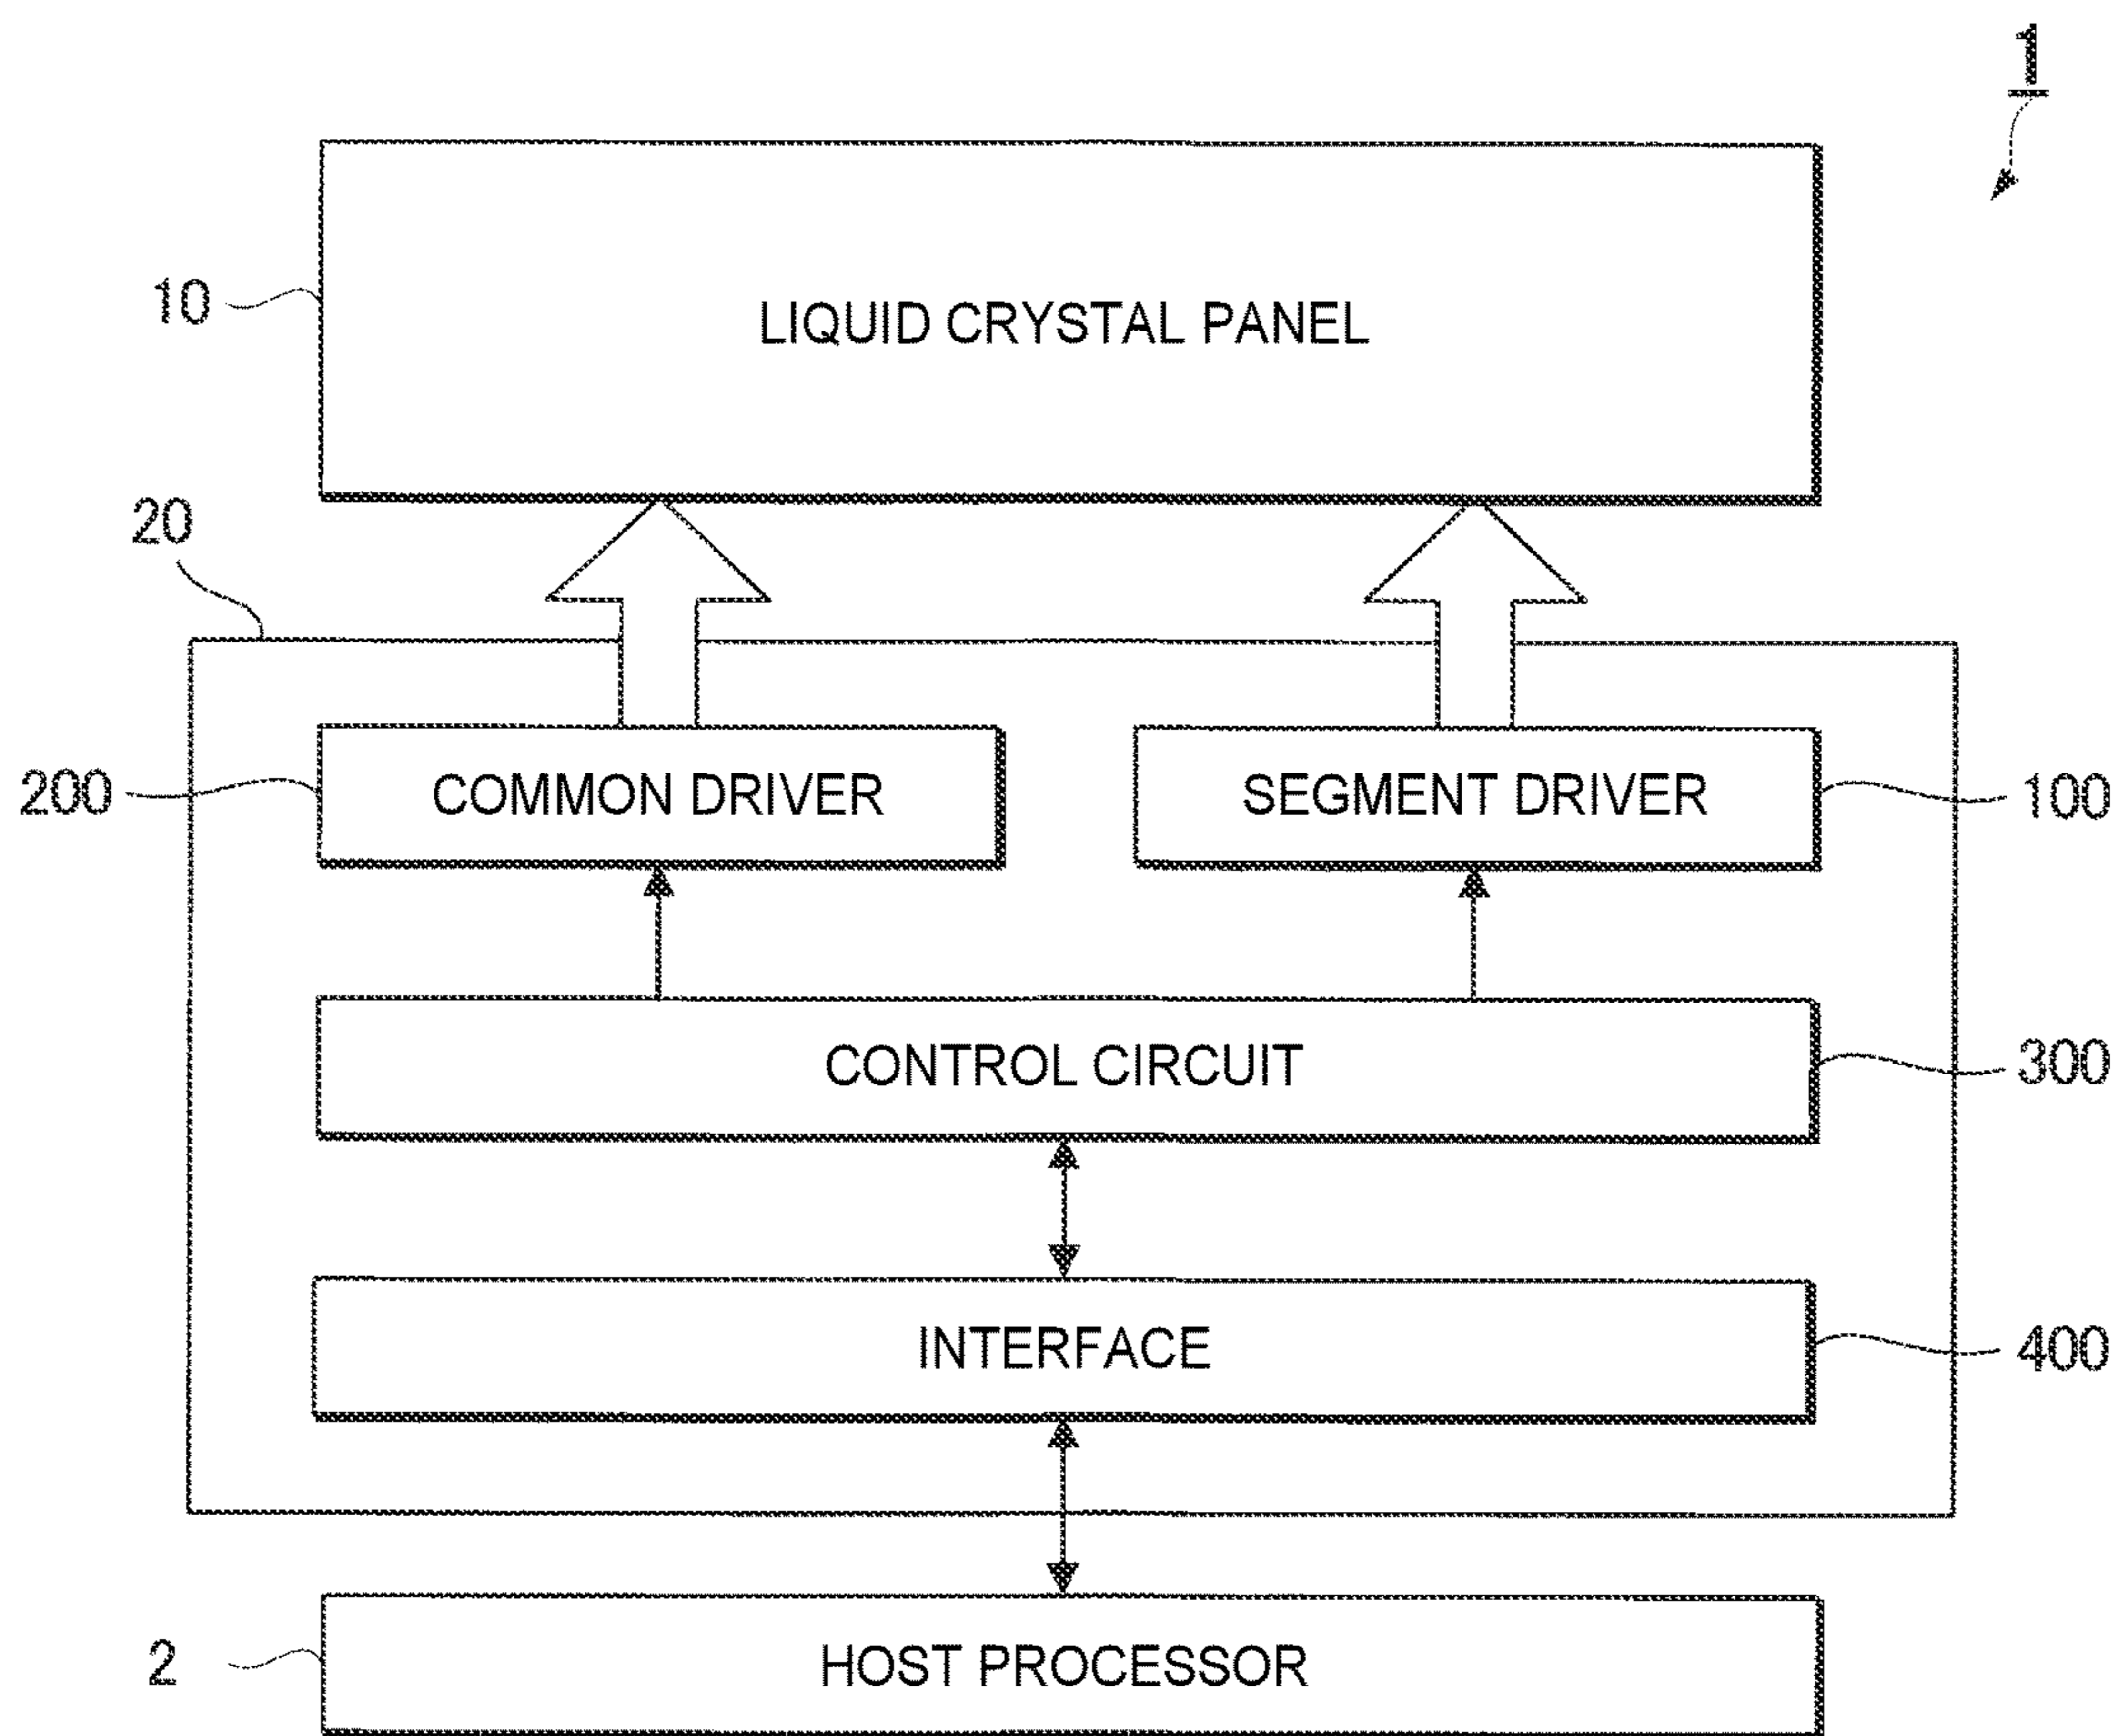 1
10
LIQUID CRYSTAL PANEL
20
200
COMMON DRIVER
SEGMENT DRIVER
100
CONTROL CIRCUIT
300
INTERFACE
400
2
HOST PROCESSOR